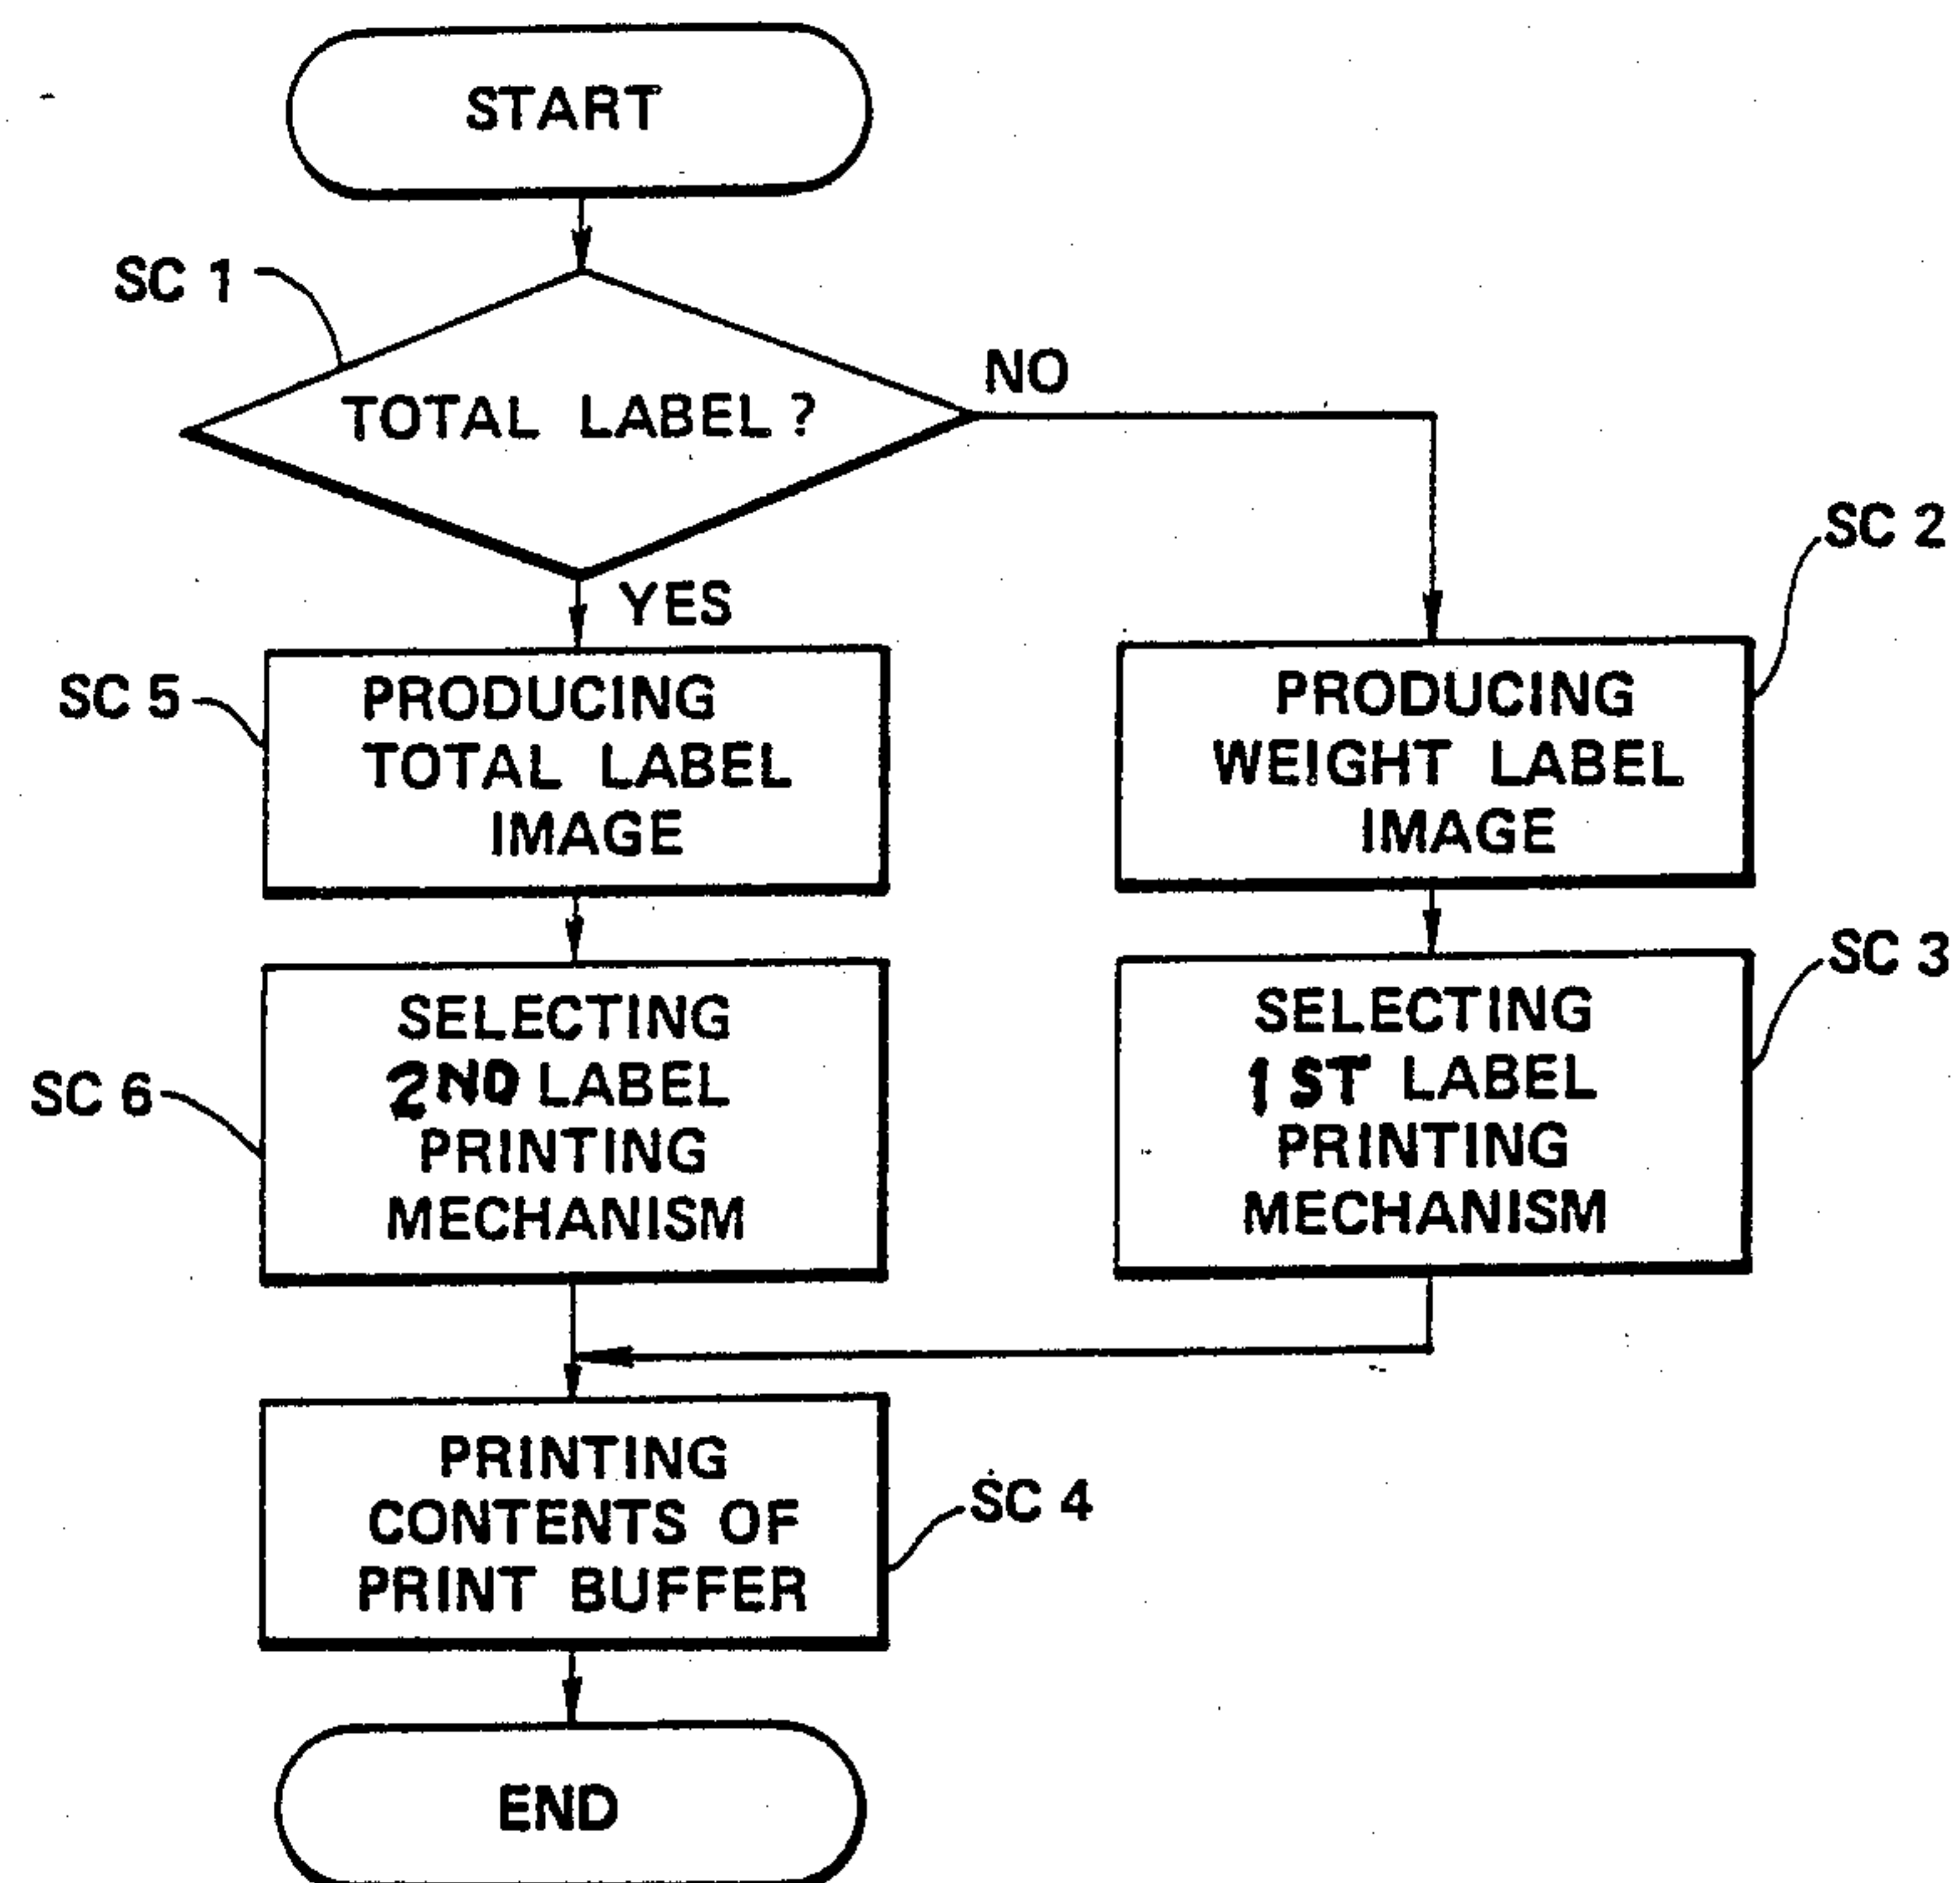 START
SC 1
TOTAL LABEL ?
NO
YES
SC 2
SC 5
PRODUCING
TOTAL LABEL
IMAGE
PRODUCING
WEIGHT LABEL
IMAGE
SC 3
SC 6
SELECTING
2ND LABEL
PRINTING
MECHANISM
SELECTING
1ST LABEL
PRINTING
MECHANISM
PRINTING
CONTENTS OF
PRINT BUFFER
SC 4
END